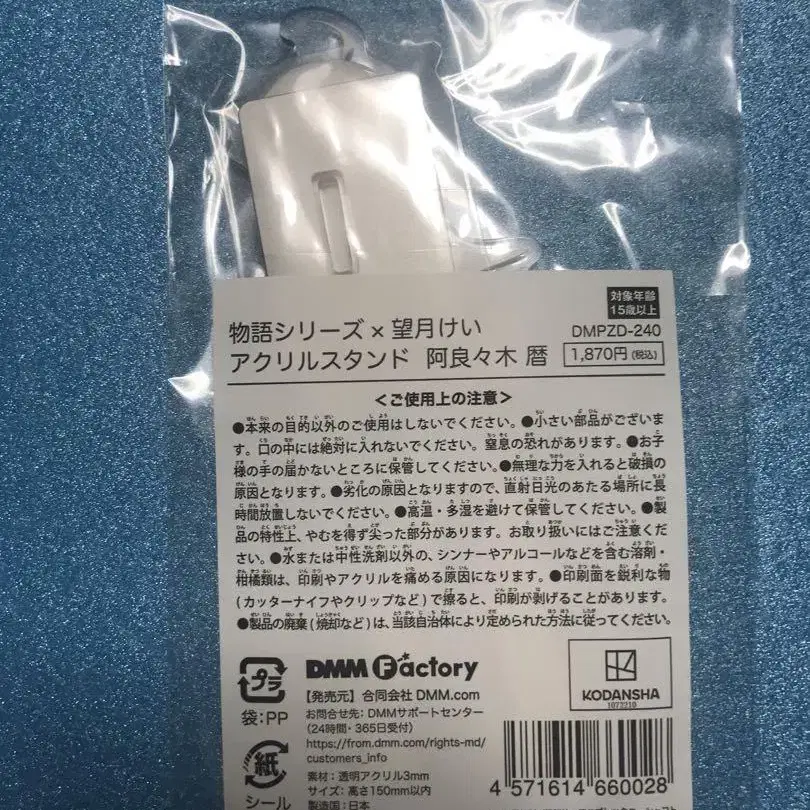 対象年齢
15歳以上
物語シリーズ×望月けい
DMPZD-240
アクリルスタンド 阿良々木 暦
1,870円(税込)
＜ご使用上の注意＞
●本来の目的以外のご使用はしないでください。●小さい部品がございま
す。口の中には絶対に入れないでください。窒息の恐れがあります。●お子
様の手の届かないところに保管してください。●無理な力を入れると破損の
原因となります。●劣化の原因となりますので、直射日光のあたる場所に長
時間放置しないでください。●高温・多湿を避けて保管してください。●製
品の特性上、やむを得ず尖った部分があります。お取り扱いにはご注意くだ
さい。●水または中性洗剤以外の、シンナーやアルコールなどを含む溶剤・
柑橘類は、印刷やアクリルを痛める原因になります。●印刷面を鋭利な物
(カッターナイフやクリップなど)で擦ると、印刷が剥げることがあります。
●製品の廃棄(焼却など)は、当該自治体により定められた方法に従ってください。
プラ
袋:PP
紙
シール
DMM Factory
【発売元】合同会社DMM.com
お問合せ先:DMMサポートセンター
(24時間・365日受付)
https://from.dmm.com/rights-md/
customers_info
素材:透明アクリル3mm
サイズ:高さ150mm以内
製造国:日本
KODANSHA
1073210
4 571614 660028